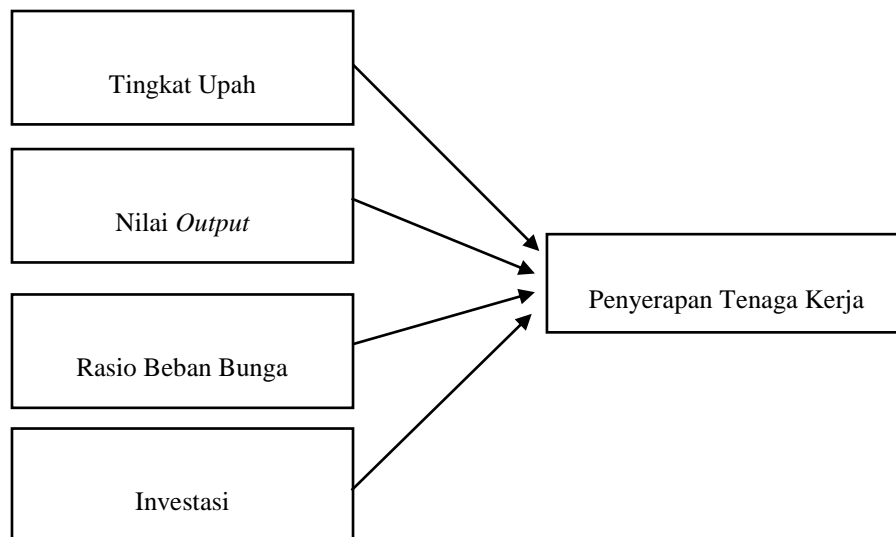 Tingkat Upah
Nilai Output
Rasio Beban Bunga
Investasi
Penyerapan Tenaga Kerja